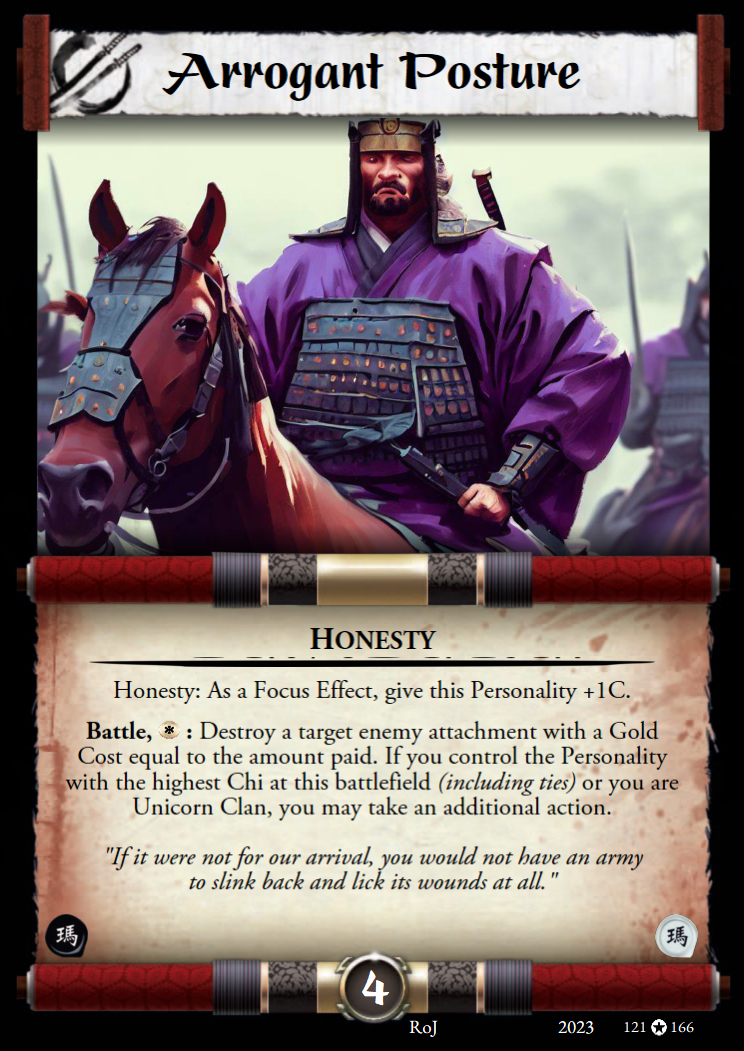 Arrogant Posture
HONESTY
Honesty: As a Focus Effect, give this Personality +1C.
Battle, * : Destroy a target enemy attachment with a Gold
Cost equal to the amount paid. If you control the Personality
with the highest Chi at this battlefield (including ties) or you are
Unicorn Clan, you may take an additional action.
"If it were not for our arrival, you would not have an army
to slink back and lick its wounds at all."
瑪 瑪
4
RoJ 2023 121 ★ 166